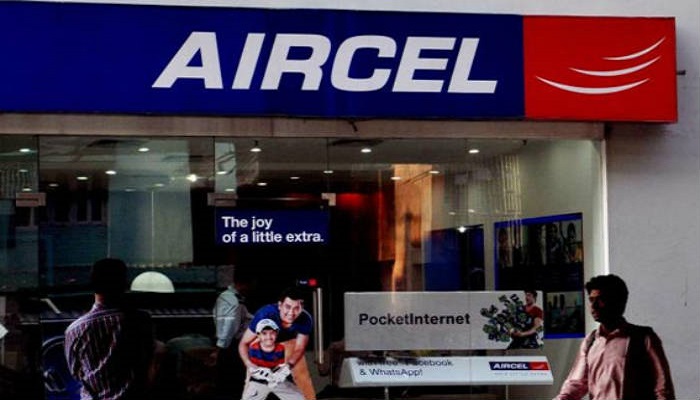 AIRCEL
The joy
of a little extra.
PocketInternet
Facebook
& WhatsApp!
AIRCEL